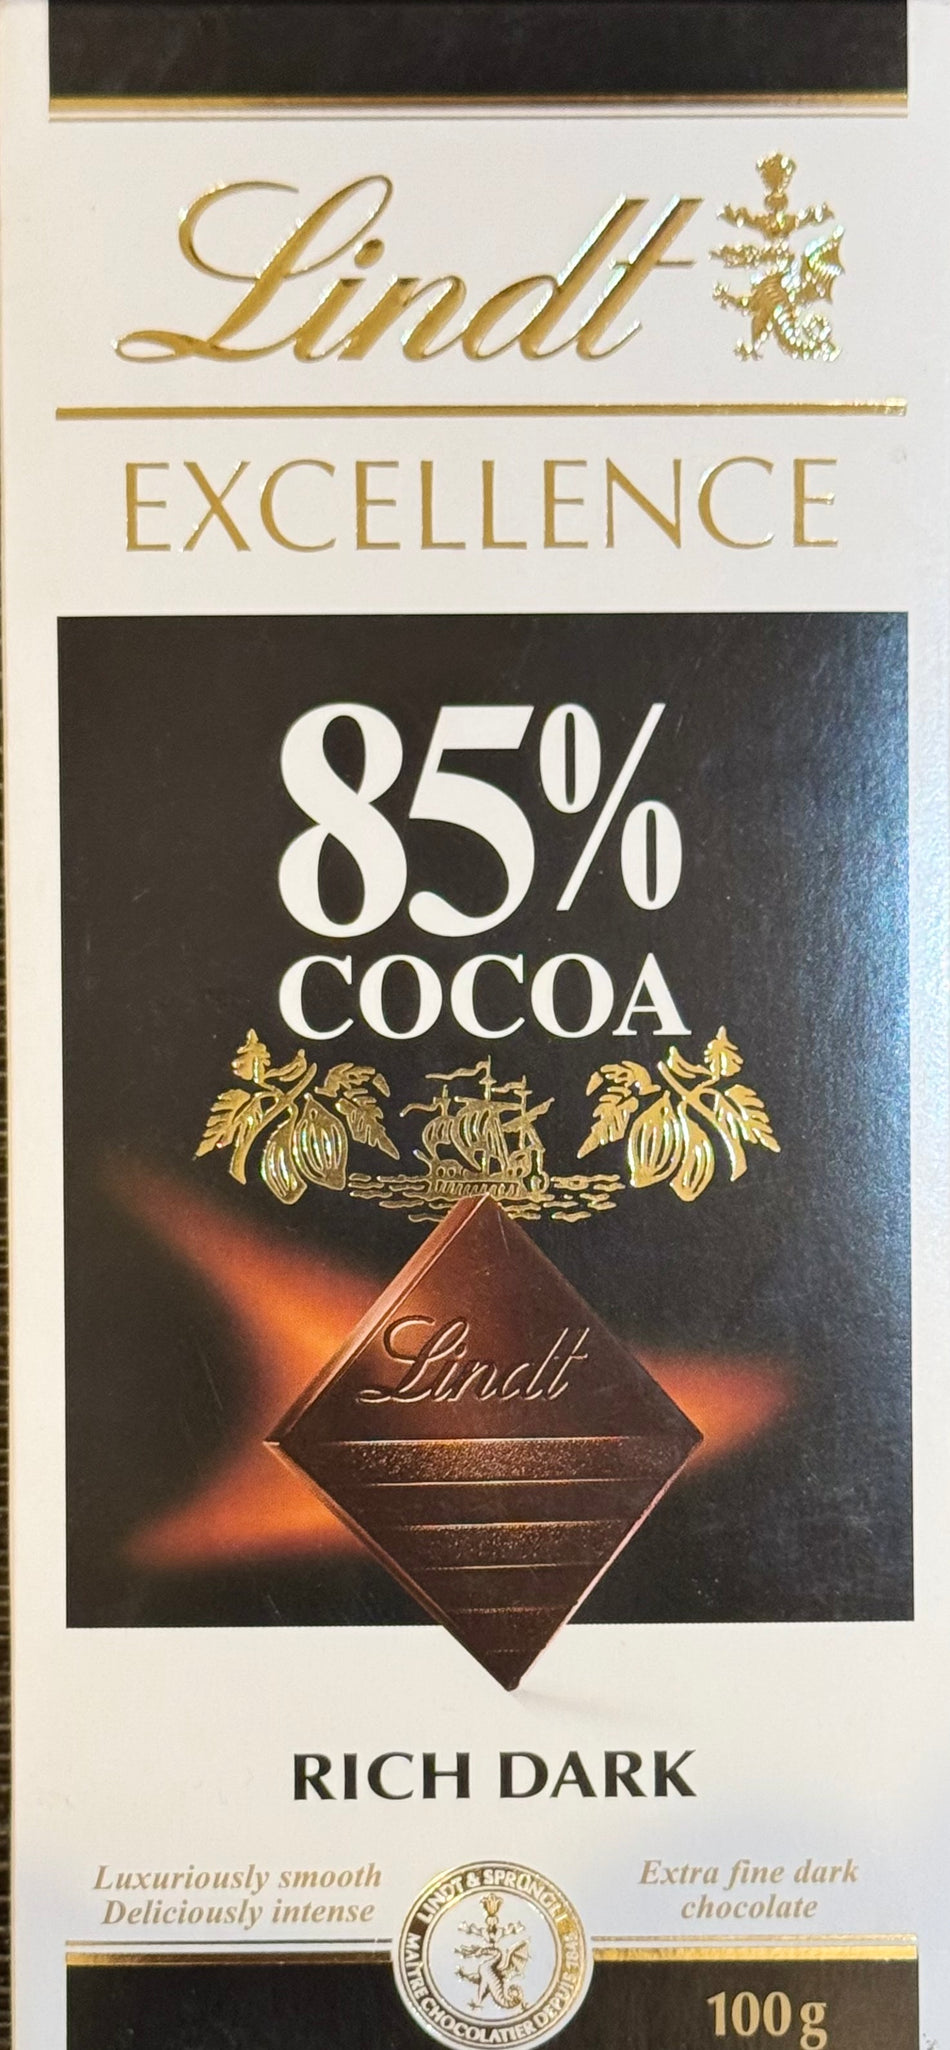 Lindt
EXCELLENCE
85%
COCOA
Lindt
RICH DARK
Luxuriously smooth
Deliciously intense
Extra fine dark
chocolate
LINDT & SPRÜNGLI
MAÎTRE CHOCOLATIER DEPUIS 1845
100 g